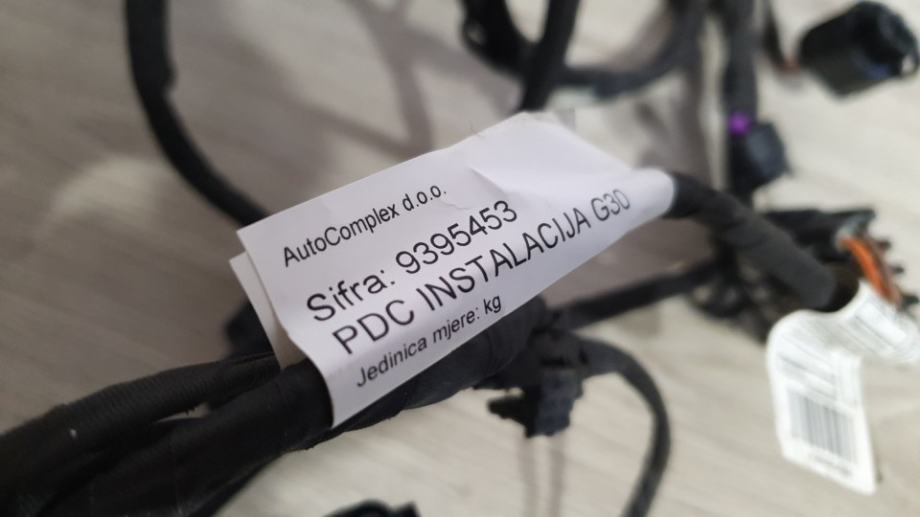 AutoComplex d.o.o.
Sifra: 9395453
PDC INSTALACIJA G30
Jedinica mjere: kg